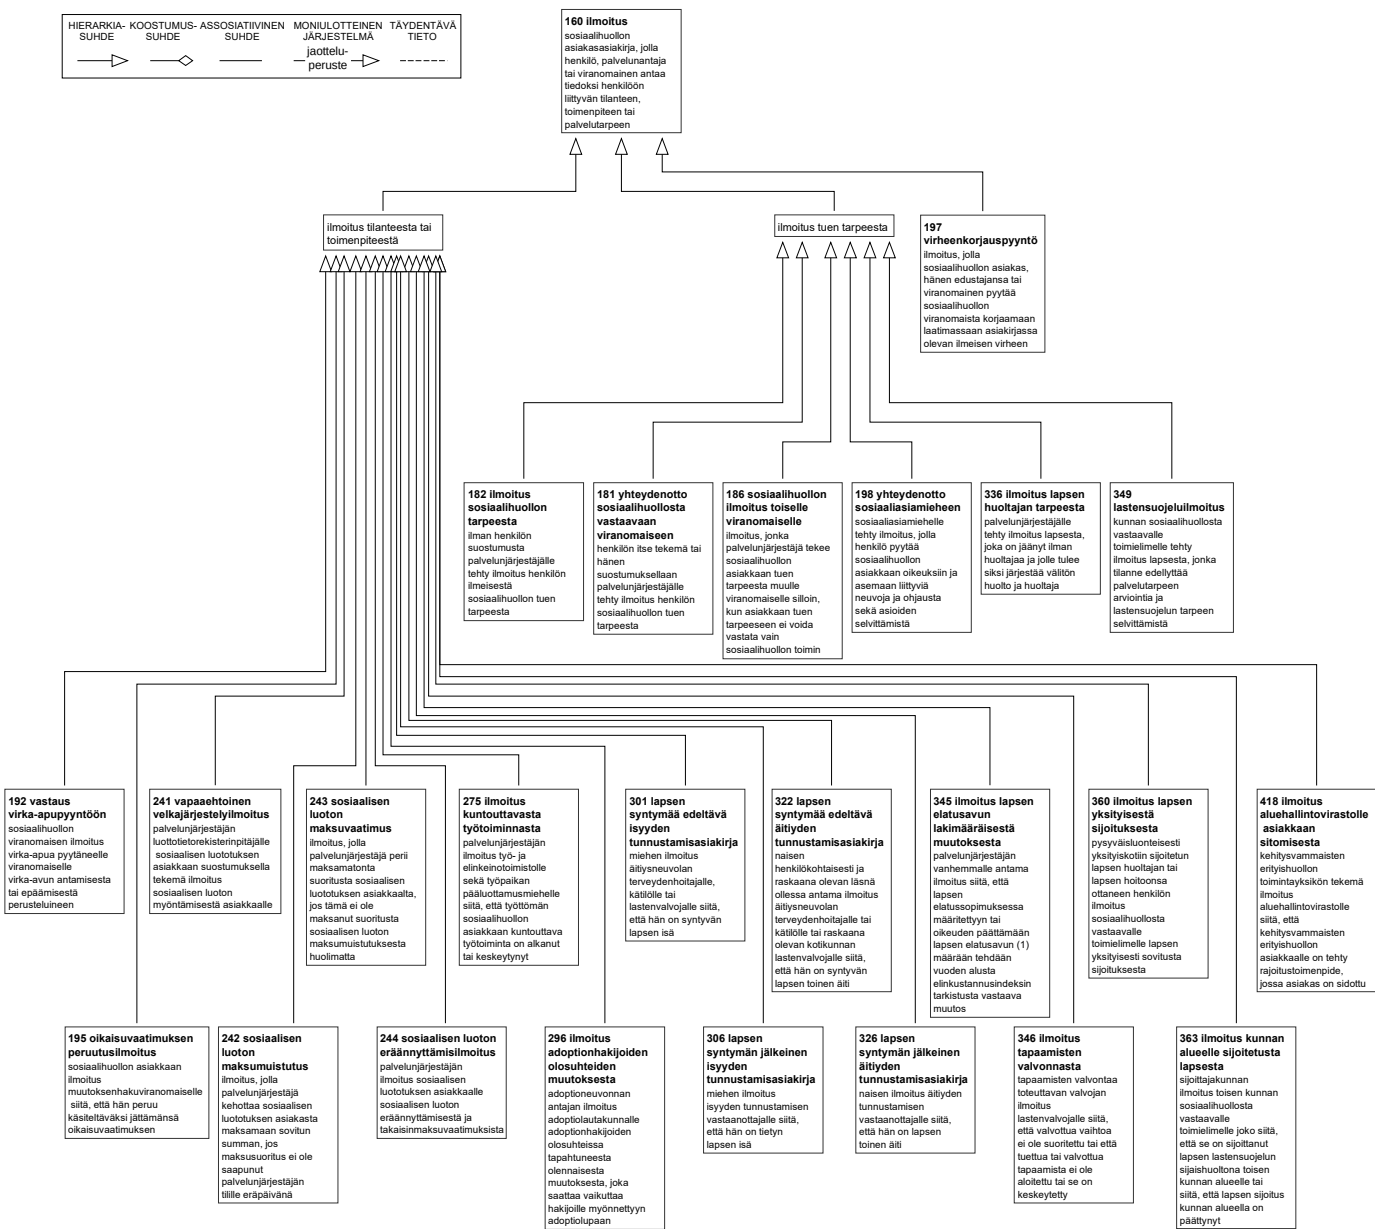 HIERARKIA-
SUHDE
KOOSTUMUS-
SUHDE
ASSOSIATIIVINEN
SUHDE
MONIULOTTEINEN
JÄRJESTELMÄ
jaottelu-
peruste
TÄYDENTÄVÄ
TIETO
160 ilmoitus
sosiaalihuollon
asiakasasiakirja, jolla
henkilö, palvelunantaja
tai viranomainen antaa
tiedoksi henkilöön
liittyvän tilanteen,
toimenpiteen tai
palvelutarpeen
ilmoitus tilanteesta tai
toimenpiteestä
ilmoitus tuen tarpeesta
197
virheenkorjauspyyntö
ilmoitus, jolla
sosiaalihuollon asiakas,
hänen edustajansa tai
viranomainen pyytää
sosiaalihuollon
viranomaista korjaamaan
laatimassaan asiakirjassa
olevan ilmeisen virheen
182 ilmoitus
sosiaalihuollon
tarpeesta
ilman henkilön
suostumusta
palvelunjärjestäjälle
tehty ilmoitus henkilön
ilmeisestä
sosiaalihuollon tuen
tarpeesta
181 yhteydenotto
sosiaalihuollosta
vastaavaan
viranomaiseen
henkilön itse tekemä tai
hänen
suostumuksellaan
palvelunjärjestäjälle
tehty ilmoitus henkilön
sosiaalihuollon tuen
tarpeesta
186 sosiaalihuollon
ilmoitus toiselle
viranomaiselle
ilmoitus, jonka
palvelunjärjestäjä tekee
sosiaalihuollon
asiakkaan tuen
tarpeesta muulle
viranomaiselle silloin,
kun asiakkaan tuen
tarpeeseen ei voida
vastata vain
sosiaalihuollon toimin
198 yhteydenotto
sosiaaliasiamieheen
sosiaaliasiamiehelle
tehty ilmoitus, jolla
henkilö pyytää
sosiaalihuollon
asiakkaan oikeuksiin ja
asemaan liittyviä
neuvoja ja ohjausta
sekä asioiden
selvittämistä
336 ilmoitus lapsen
huoltajan tarpeesta
palvelunjärjestäjälle
tehty ilmoitus lapsesta,
joka on jäänyt ilman
huoltajaa ja jolle tulee
siksi järjestää välitön
huolto ja huoltaja
349
lastensuojeluilmoitus
kunnan sosiaalihuollosta
vastaavalle
toimielimelle tehty
ilmoitus lapsesta, jonka
tilanne edellyttää
palvelutarpeen
arviointia ja
lastensuojelun tarpeen
selvittämistä
192 vastaus
virka-apupyyntöön
sosiaalihuollon
viranomaisen ilmoitus
virka-apua pyytäneelle
viranomaiselle
virka-avun antamisesta
tai epäämisestä
perusteluineen
241 vapaaehtoinen
velkajärjestelyilmoitus
palvelunjärjestäjän
luottotietorekisterinpitäjälle
sosiaalisen luototuksen
asiakkaan suostumuksella
tekemä ilmoitus
sosiaalisen luoton
myöntämisestä asiakkaalle
243 sosiaalisen
luoton
maksuvaatimus
ilmoitus, jolla
palvelunjärjestäjä perii
maksamatonta
suoritusta sosiaalisen
luototuksen asiakkaalta,
jos tämä ei ole
maksanut suoritusta
sosiaalisen luoton
maksumuistutuksesta
huolimatta
275 ilmoitus
kuntouttavasta
työtoiminnasta
palvelunjärjestäjän
ilmoitus työ- ja
elinkeinotoimistolle
sekä työpaikan
pääluottamusmiehelle
siitä, että työttömän
sosiaalihuollon
asiakkaan kuntouttava
työtoiminta on alkanut
tai keskeytynyt
301 lapsen
syntymää edeltävä
isyyden
tunnustamisasiakirja
miehen ilmoitus
äitiysneuvolan
terveydenhoitajalle,
kätilölle tai
lastenvalvojalle siitä,
että hän on syntyvän
lapsen isä
322 lapsen
syntymää edeltävä
äitiyden
tunnustamisasiakirja
naisen
henkilökohtaisesti ja
raskaana olevan läsnä
ollessa antama ilmoitus
äitiysneuvolan
terveydenhoitajalle tai
kätilölle tai raskaana
olevan kotikunnan
lastenvalvojalle siitä,
että hän on syntyvän
lapsen toinen äiti
345 ilmoitus lapsen
elatusavun
lakimääräisestä
muutoksesta
palvelunjärjestäjän
vanhemmalle antama
ilmoitus siitä, että
lapsen
elatussopimuksessa
määritettyyn tai
oikeuden päättämään
lapsen elatusavun (1)
määrään tehdään
vuoden alusta
elinkustannusindeksin
tarkistusta vastaava
muutos
360 ilmoitus lapsen
yksityisestä
sijoituksesta
pysyväisluonteisesti
yksityiskotiin sijoitetun
lapsen huoltajan tai
lapsen hoitoonsa
ottaneen henkilön
ilmoitus
sosiaalihuollosta
vastaavalle
toimielimelle lapsen
yksityisesti sovitusta
sijoituksesta
418 ilmoitus
aluehallintovirastolle
asiakkaan
sitomisesta
kehitysvammaisten
erityishuollon
toimintayksikön tekemä
ilmoitus
aluehallintovirastolle
siitä, että
kehitysvammaisten
erityishuollon
asiakkaalle on tehty
rajoitustoimenpide,
jossa asiakas on sidottu
195 oikaisuvaatimuksen
peruutusilmoitus
sosiaalihuollon asiakkaan
ilmoitus
muutoksenhakuviranomaiselle
siitä, että hän peruu
käsiteltäväksi jättämänsä
oikaisuvaatimuksen
242 sosiaalisen
luoton
maksumuistutus
ilmoitus, jolla
palvelunjärjestäjä
kehottaa sosiaalisen
luototuksen asiakasta
maksamaan sovitun
summan, jos
maksusuoritus ei ole
saapunut
palvelunjärjestäjän
tilille eräpäivänä
244 sosiaalisen luoton
eräännyttämisilmoitus
palvelunjärjestäjän
ilmoitus sosiaalisen
luototuksen asiakkaalle
sosiaalisen luoton
eräännyttämisestä ja
takaisinmaksuvaatimuksista
296 ilmoitus
adoptionhakijoiden
olosuhteiden
muutoksesta
adoptioneuvonnan
antajan ilmoitus
adoptiolautakunnalle
adoptionhakijoiden
olosuhteissa
tapahtuneesta
olennaisesta
muutoksesta, joka
saattaa vaikuttaa
hakijoille myönnettyyn
adoptiolupaan
306 lapsen
syntymän jälkeinen
isyyden
tunnustamisasiakirja
miehen ilmoitus
isyyden tunnustamisen
vastaanottajalle siitä,
että hän on tietyn
lapsen isä
326 lapsen
syntymän jälkeinen
äitiyden
tunnustamisasiakirja
naisen ilmoitus äitiyden
tunnustamisen
vastaanottajalle siitä,
että hän on lapsen
toinen äiti
346 ilmoitus
tapaamisten
valvonnasta
tapaamisten valvontaa
toteuttavan valvojan
ilmoitus
lastenvalvojalle siitä,
että valvottua vaihtoa
ei ole suoritettu tai että
tuettua tai valvottua
tapaamista ei ole
aloitettu tai se on
keskeytetty
363 ilmoitus kunnan
alueelle sijoitetusta
lapsesta
sijoittajakunnan
ilmoitus toisen kunnan
sosiaalihuollosta
vastaavalle
toimielimelle joko siitä,
että se on sijoittanut
lapsen lastensuojelun
sijaishuoltona toisen
kunnan alueelle tai
siitä, että lapsen sijoitus
kunnan alueella on
päättynyt